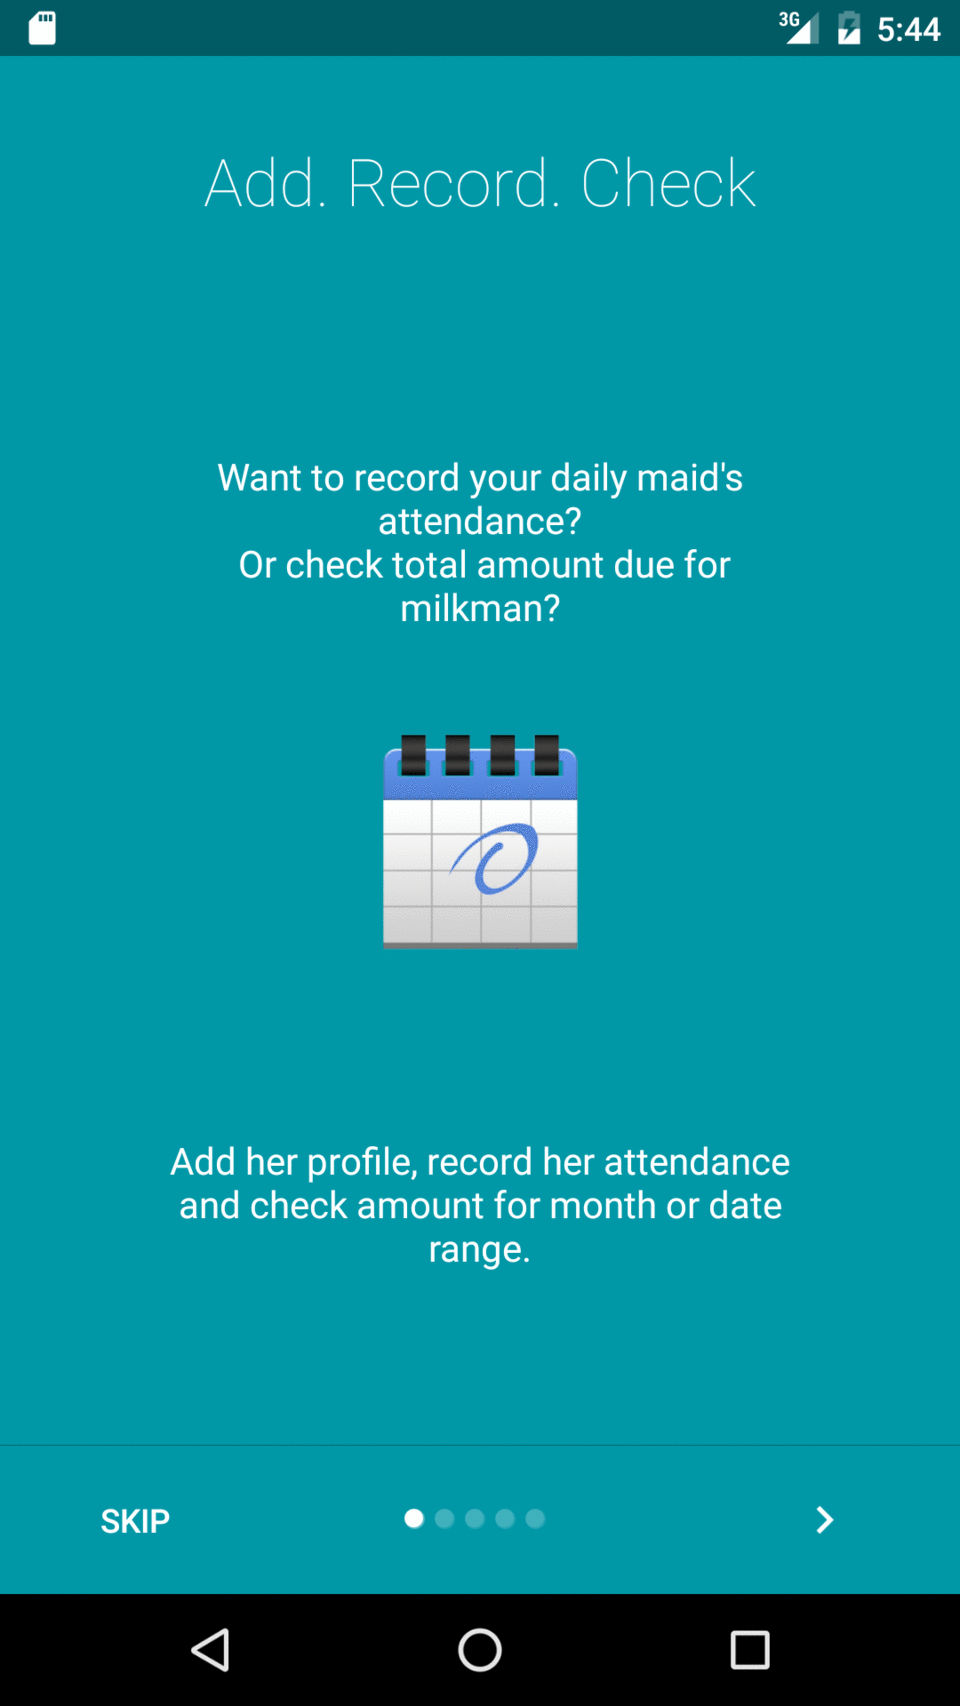 3G 5:44
Add. Record. Check
Want to record your daily maid's
attendance?
Or check total amount due for
milkman?
Add her profile, record her attendance
and check amount for month or date
range.
SKIP